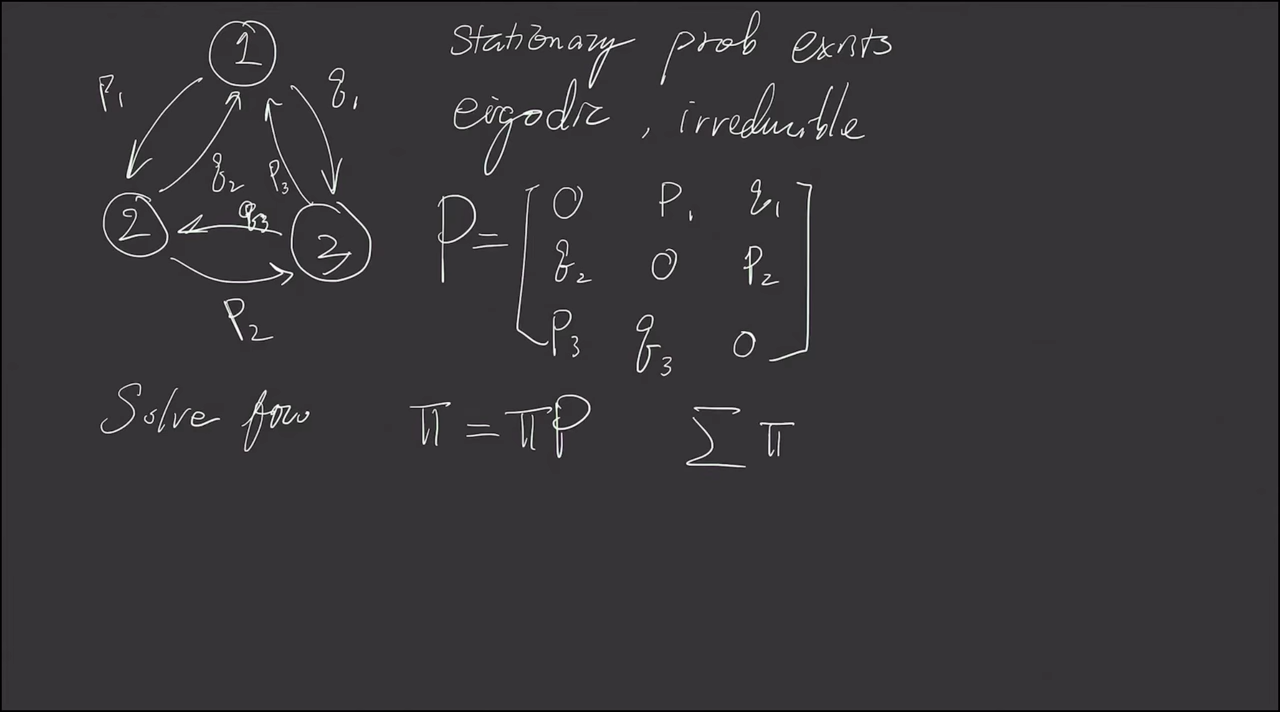 1
P₁ q₁
q₂ P₃
2 q₃ 3
P₂
Stationary prob exists
ergodic, irreducible
P = [ 0 P₁ q₁
q₂ 0 P₂
P₃ q₃ 0 ]
Solve for π = πP ∑ π